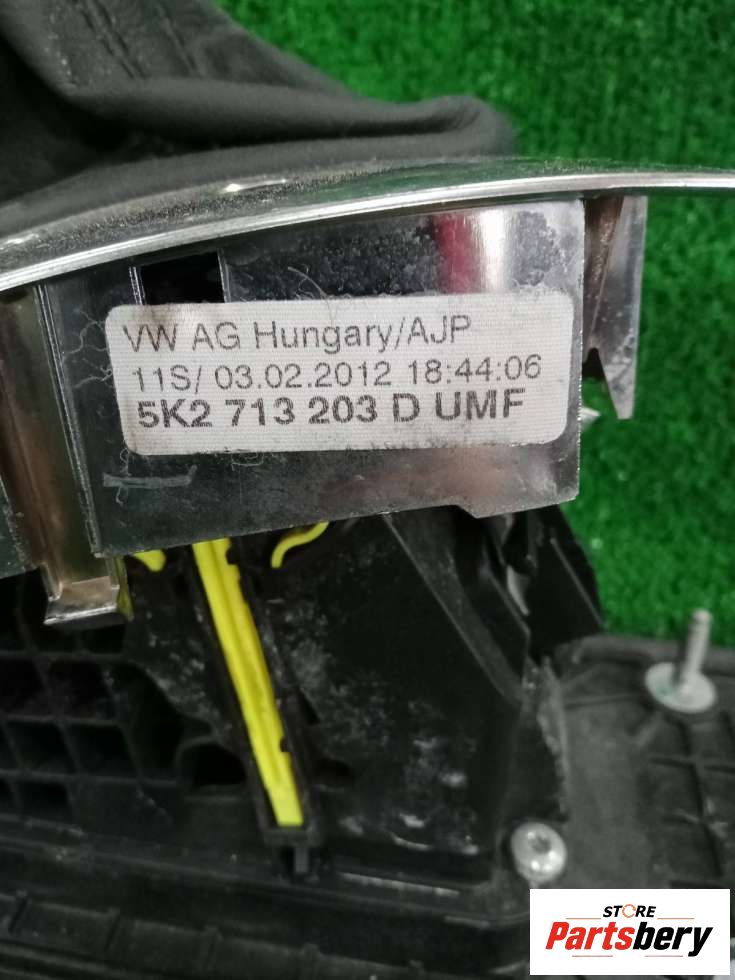 VW AG Hungary/AJP
11S/ 03.02.2012 18:44:06
5K2 713 203 D UMF
STORE
Partsbery